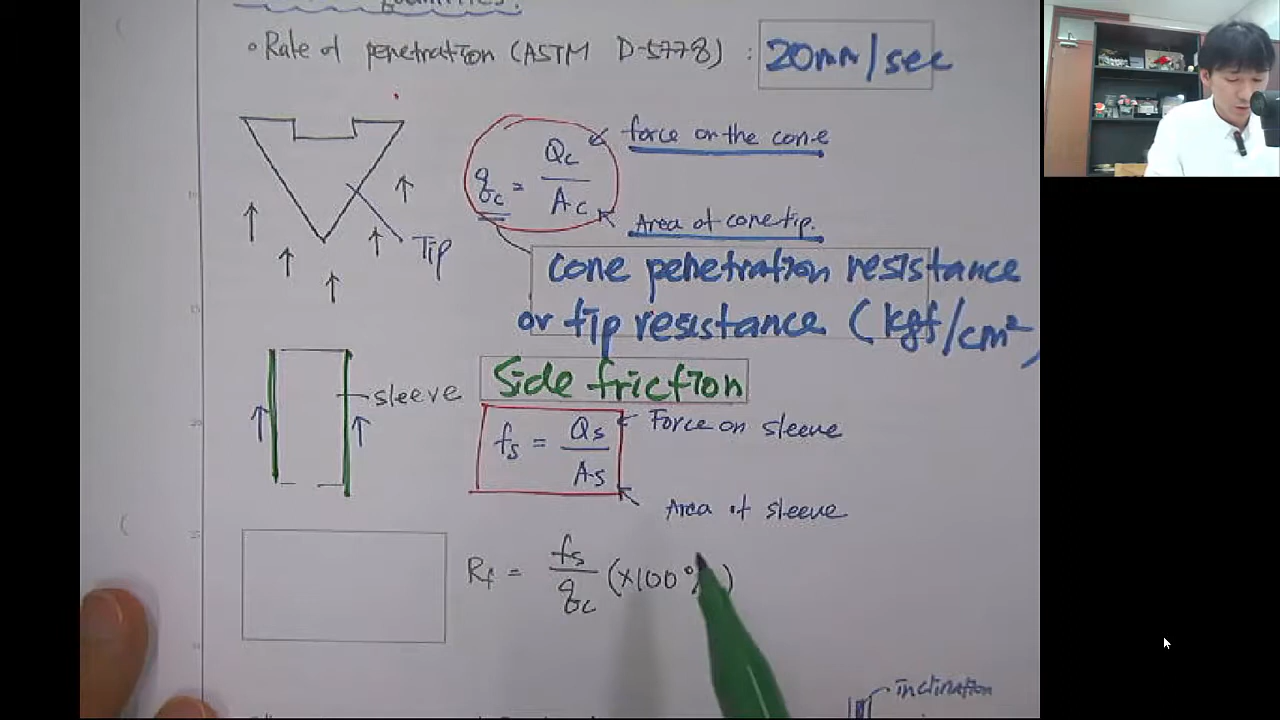 • Rate of penetration (ASTM D-5778) : 20mm/sec
qc = Qc / Ac
force on the cone
Area of cone tip.
Tip
cone penetration resistance
or tip resistance (kgf/cm²)
Side friction
sleeve
fs = Qs / As
Force on sleeve
Area of sleeve
Rf = fs / qc (×100%)
inclination